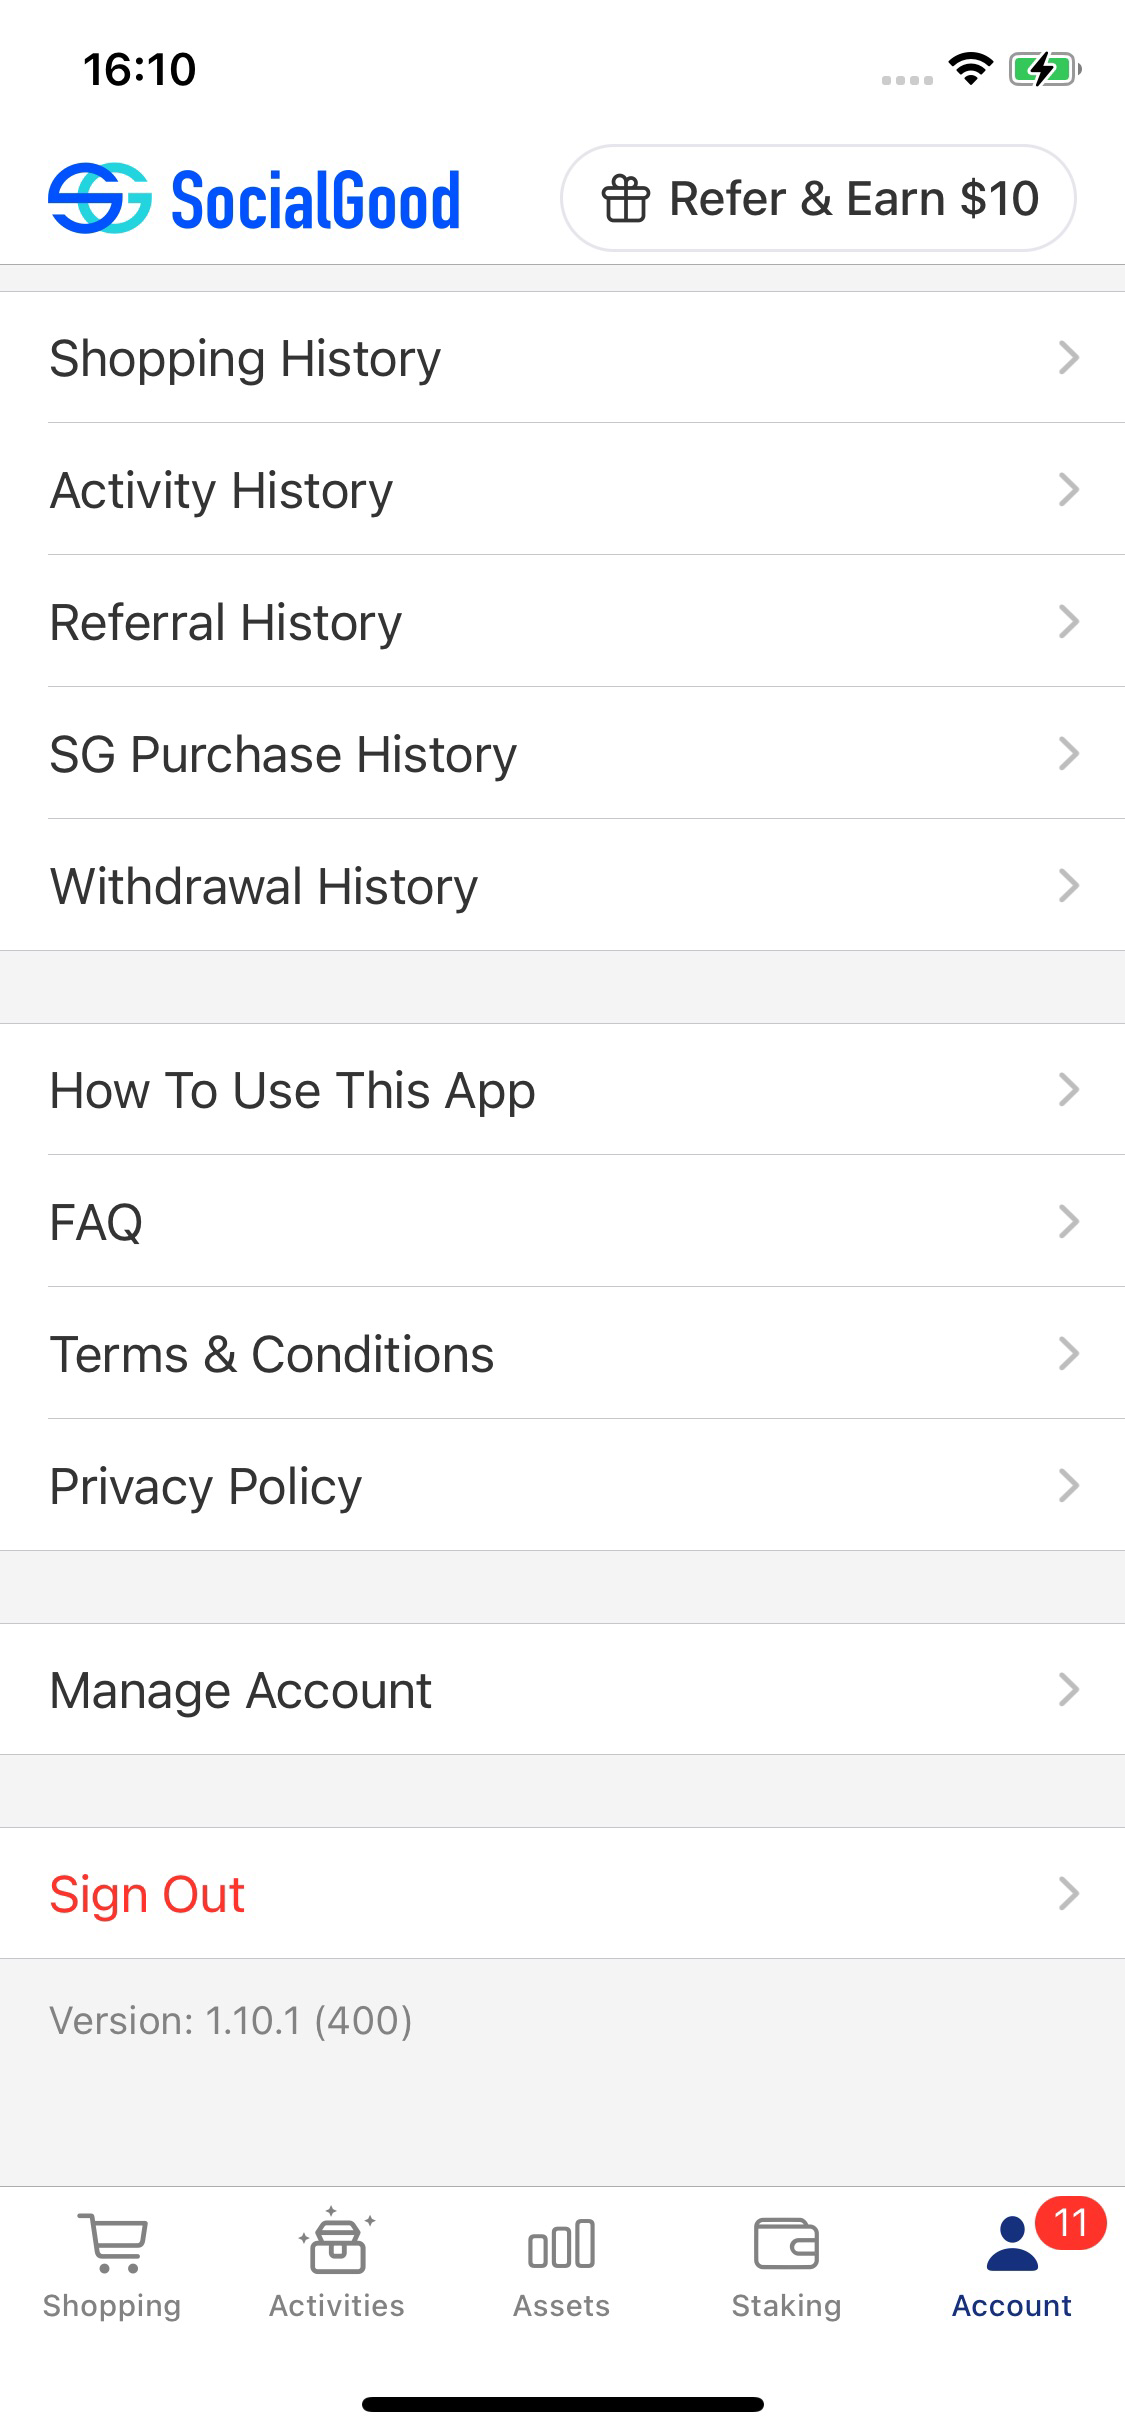 16:10
SocialGood
Refer & Earn $10
Shopping History
Activity History
Referral History
SG Purchase History
Withdrawal History
How To Use This App
FAQ
Terms & Conditions
Privacy Policy
Manage Account
Sign Out
Version: 1.10.1 (400)
11
Shopping
Activities
Assets
Staking
Account